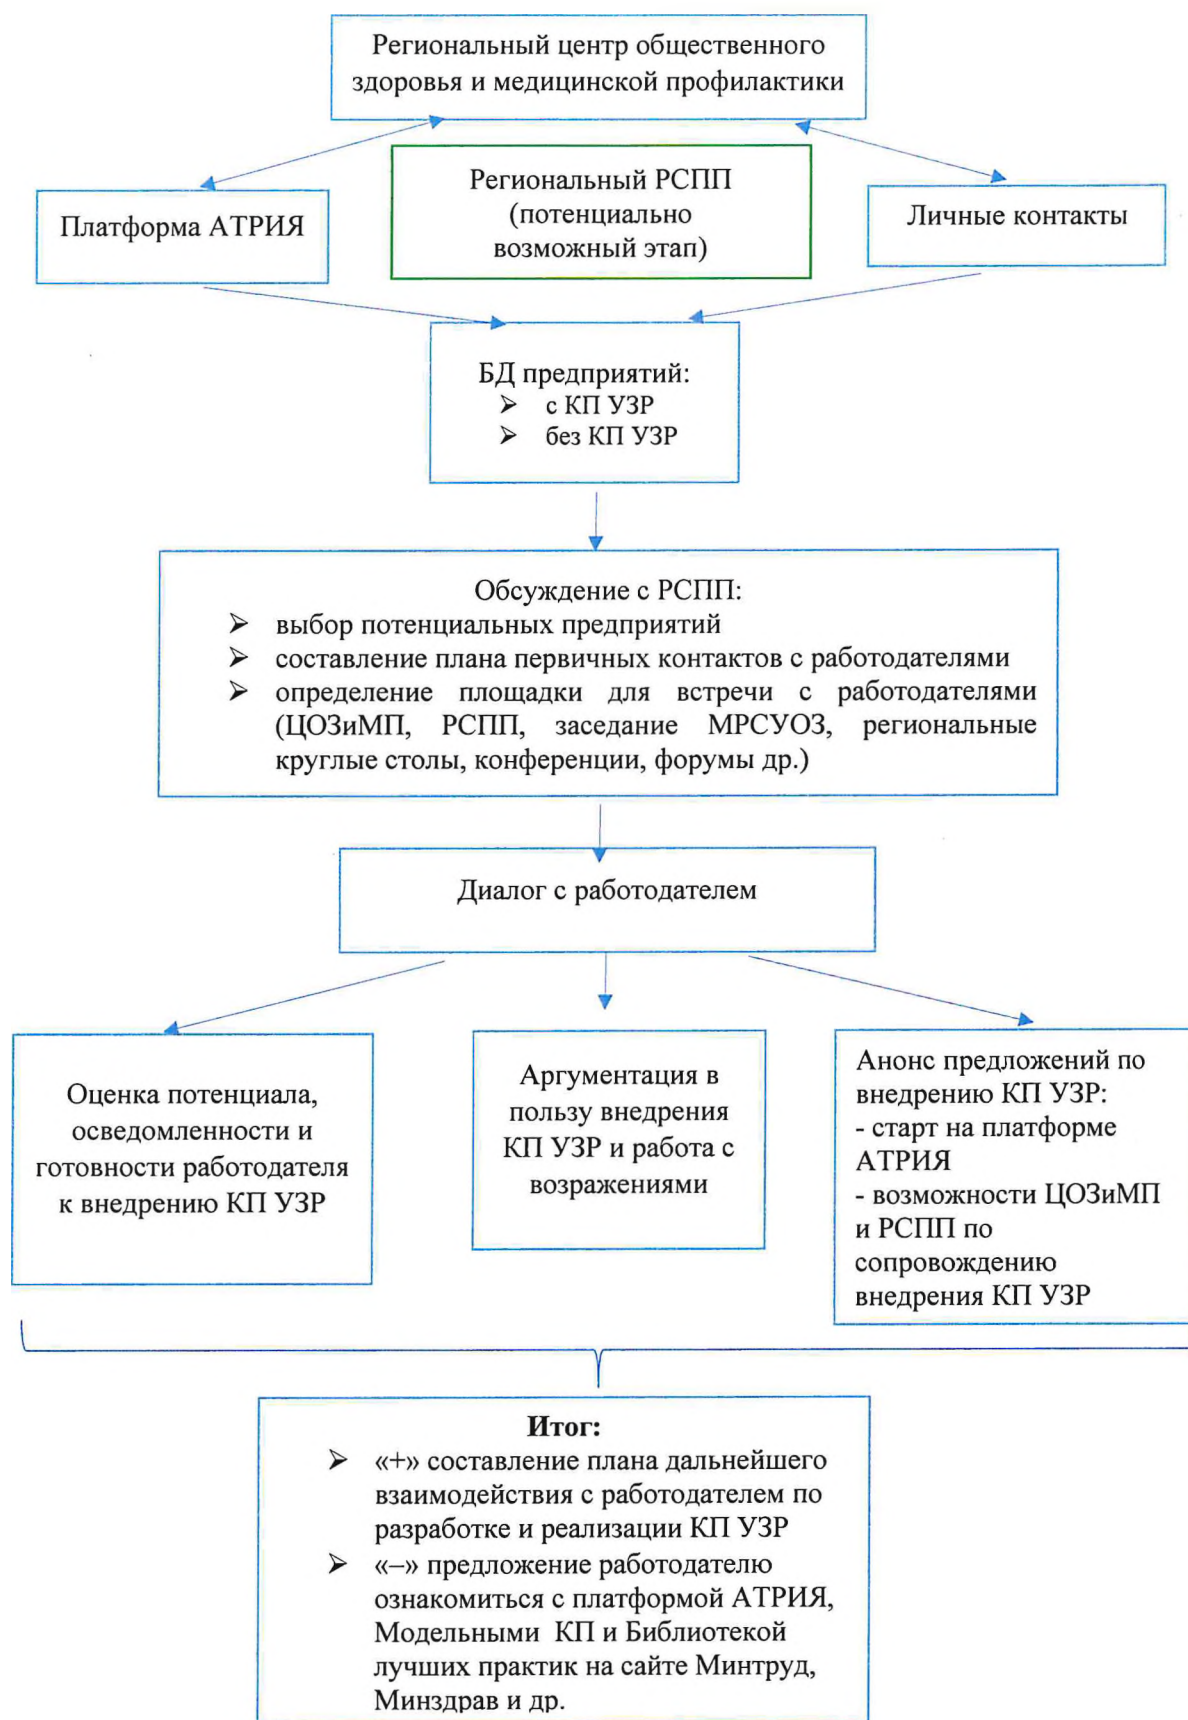 Региональный центр общественного
здоровья и медицинской профилактики
Платформа АТРИЯ
Региональный РСПП
(потенциально
возможный этап)
Личные контакты
БД предприятий:
➢ с КП УЗР
➢ без КП УЗР
Обсуждение с РСПП:
➢ выбор потенциальных предприятий
➢ составление плана первичных контактов с работодателями
➢ определение площадки для встречи с работодателями
(ЦОЗиМП, РСПП, заседание МРСУОЗ, региональные
круглые столы, конференции, форумы др.)
Диалог с работодателем
Оценка потенциала,
осведомленности и
готовности работодателя
к внедрению КП УЗР
Аргументация в
пользу внедрения
КП УЗР и работа с
возражениями
Анонс предложений по
внедрению КП УЗР:
- старт на платформе
АТРИЯ
- возможности ЦОЗиМП
и РСПП по
сопровождению
внедрения КП УЗР
Итог:
➢ «+» составление плана дальнейшего
взаимодействия с работодателем по
разработке и реализации КП УЗР
➢ «–» предложение работодателю
ознакомиться с платформой АТРИЯ,
Модельными КП и Библиотекой
лучших практик на сайте Минтруд,
Минздрав и др.